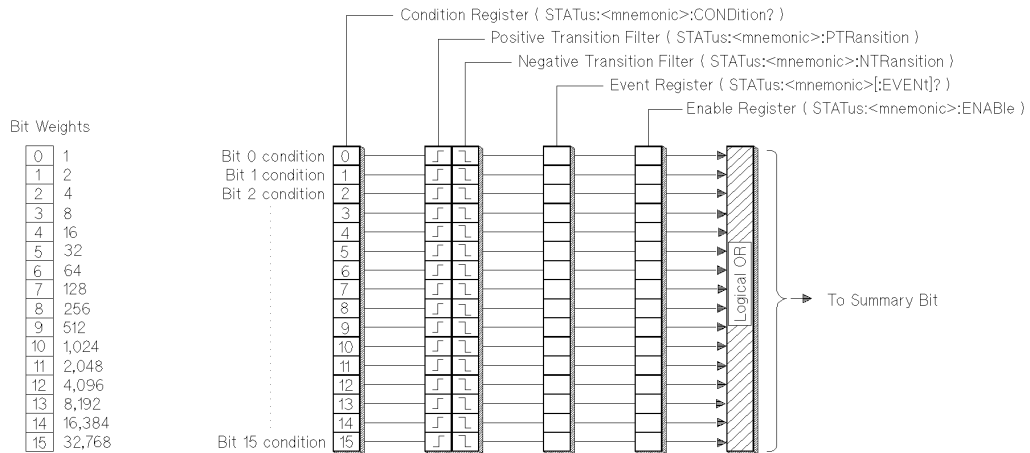 Condition Register ( STATus:<mnemonic>:CONDition? )
Positive Transition Filter ( STATus:<mnemonic>:PTRansition )
Negative Transition Filter ( STATus:<mnemonic>:NTRansition )
Event Register ( STATus:<mnemonic>[:EVENt]? )
Enable Register ( STATus:<mnemonic>:ENABle )
Bit Weights
0 1 Bit 0 condition 0
1 2 Bit 1 condition 1
2 4 Bit 2 condition 2
3 8 3
4 16 4
5 32 5
6 64 6
7 128 7
8 256 8
9 512 9
10 1,024 10
11 2,048 11
12 4,096 12
13 8,192 13
14 16,384 14
15 32,768 Bit 15 condition 15
Logical OR
To Summary Bit